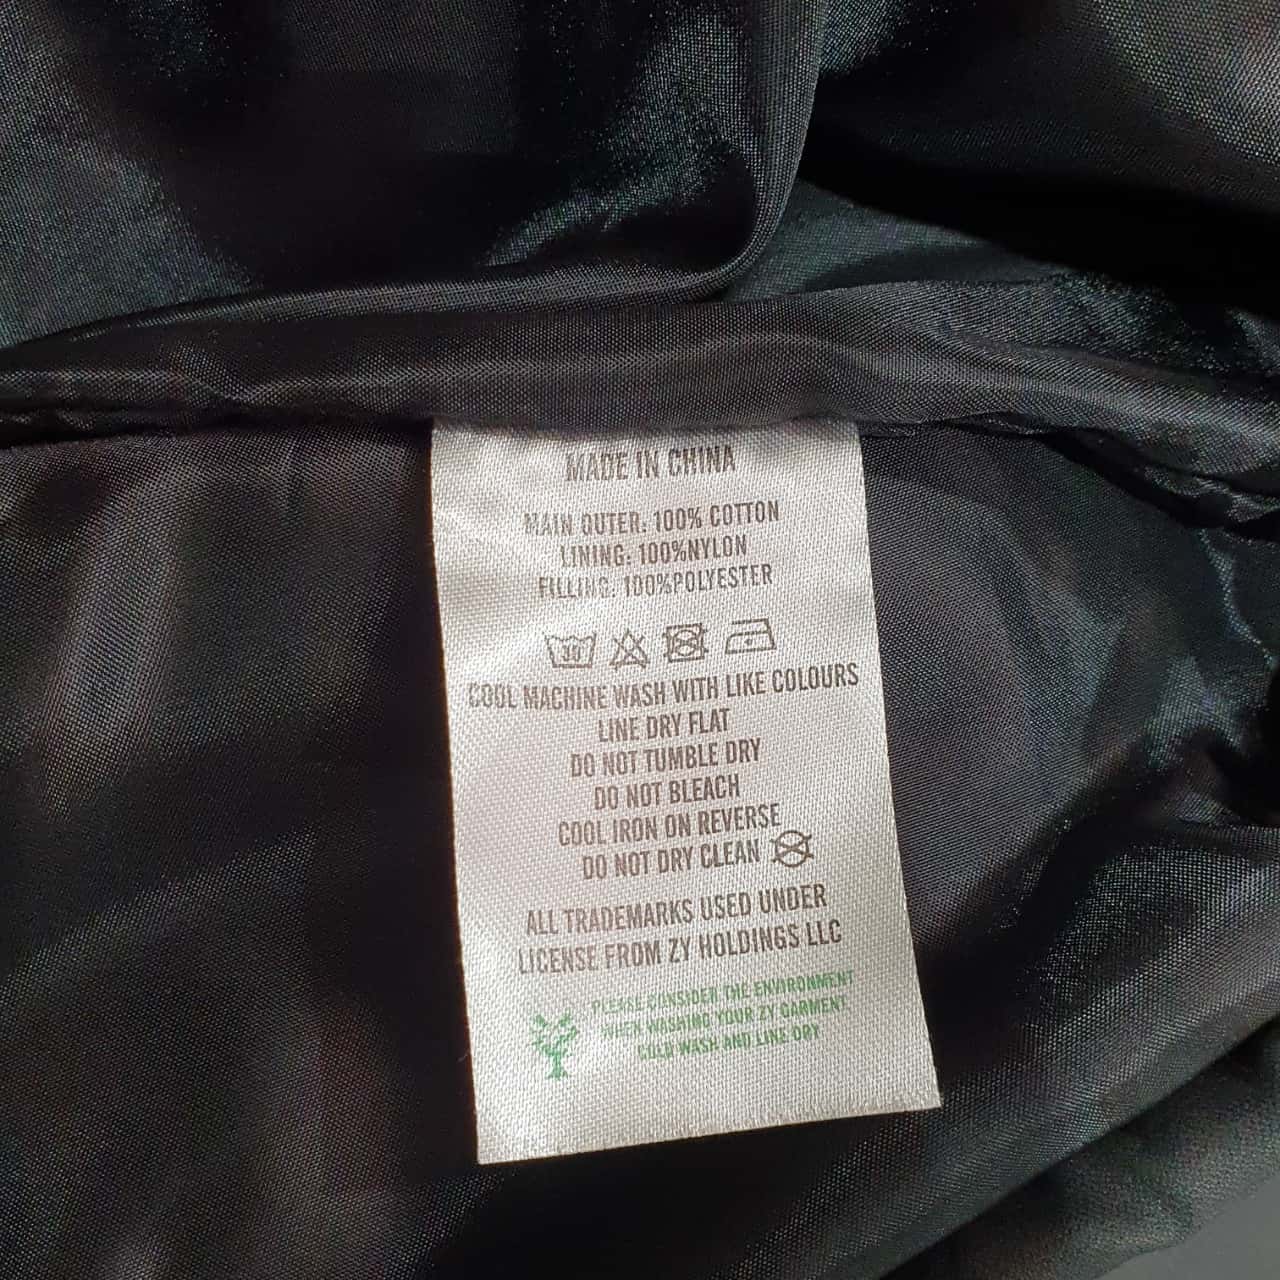 MADE IN CHINA
MAIN OUTER: 100% COTTON
LINING: 100%NYLON
FILLING: 100%POLYESTER
30
COOL MACHINE WASH WITH LIKE COLOURS
LINE DRY FLAT
DO NOT TUMBLE DRY
DO NOT BLEACH
COOL IRON ON REVERSE
DO NOT DRY CLEAN
ALL TRADEMARKS USED UNDER
LICENSE FROM ZY HOLDINGS LLC
PLEASE CONSIDER THE ENVIRONMENT
WHEN WASHING YOUR ZY GARMENT
COLD WASH AND LINE DRY